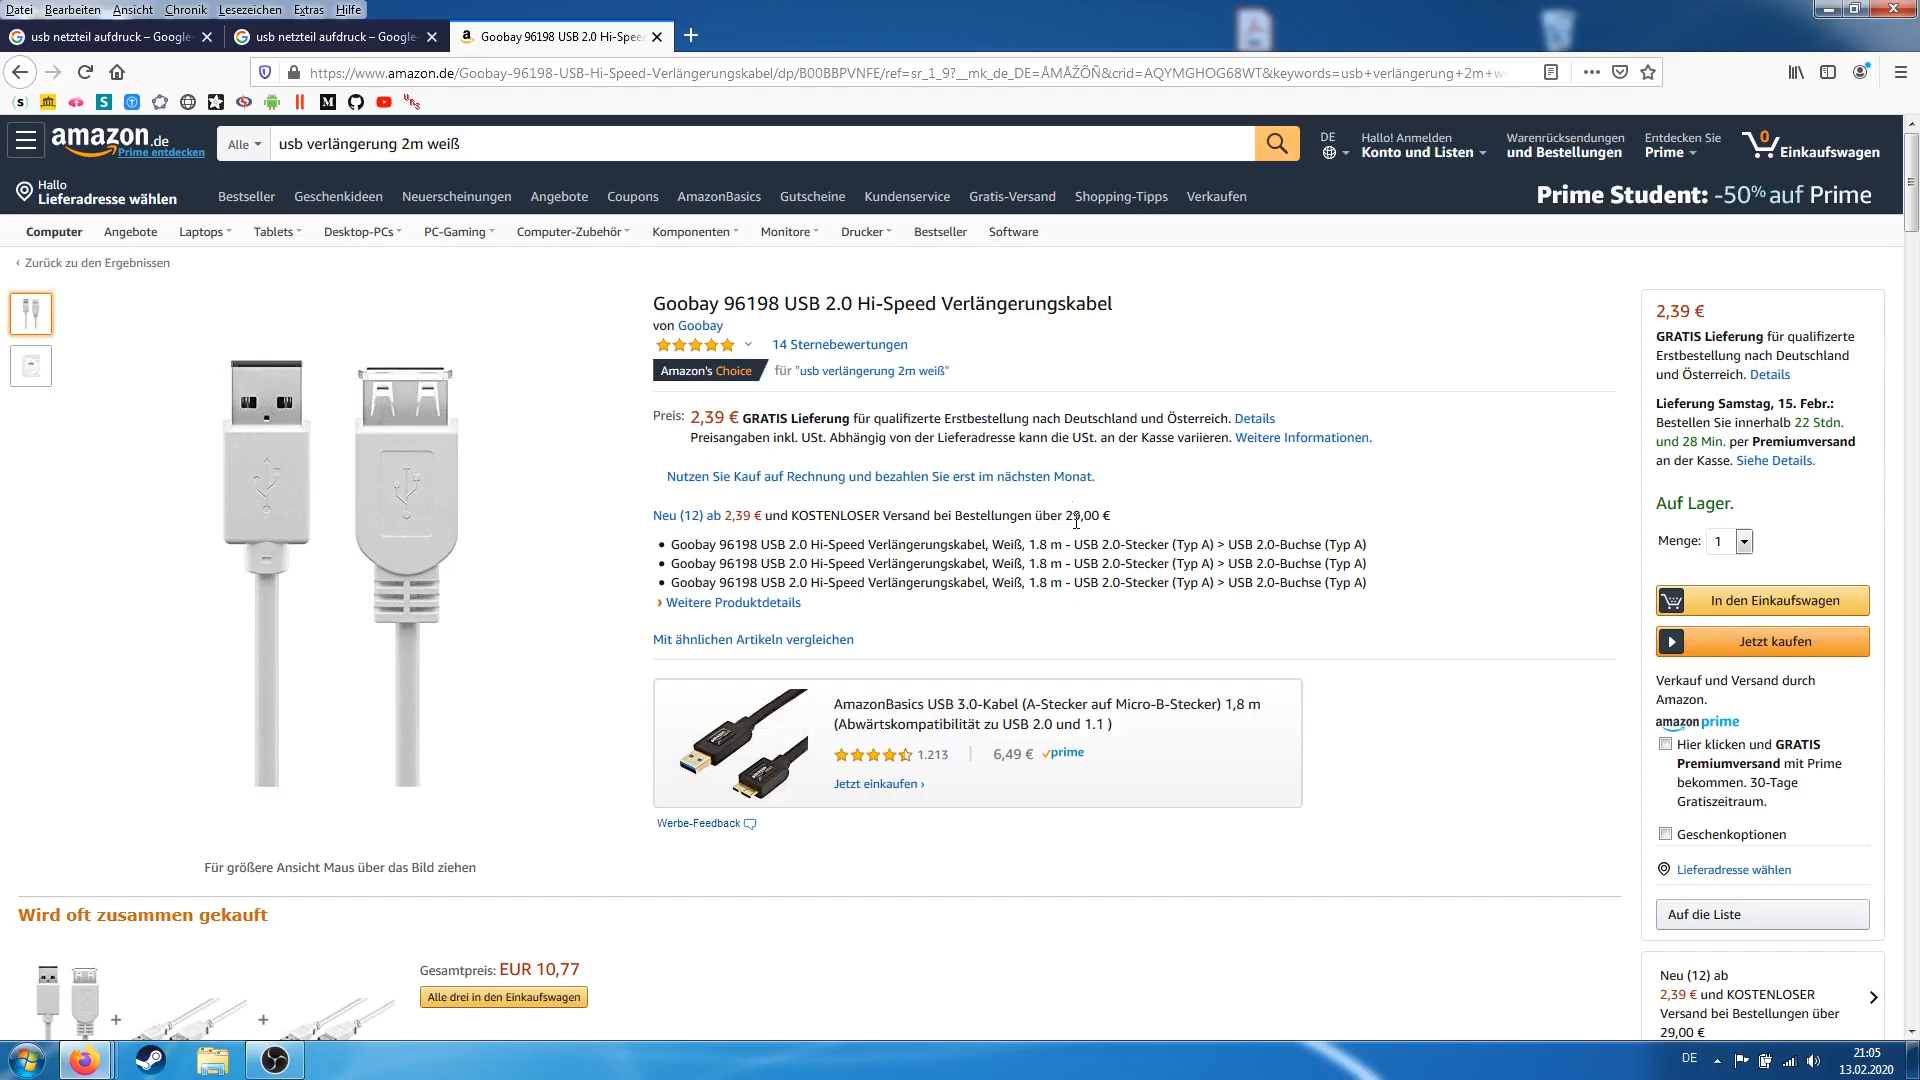 Datei Bearbeiten Ansicht Chronik Lesezeichen Extras Hilfe
usb netzteil aufdruck – Google-
usb netzteil aufdruck – Google-
Goobay 96198 USB 2.0 Hi-Spee
https://www.amazon.de/Goobay-96198-USB-Hi-Speed-Verlängerungskabel/dp/B00BBPVNFE/ref=sr_1_9?__mk_de_DE=ÅMÅŽÕÑ&crid=AQYMGHOG68WT&keywords=usb+verlängerung+2m+w
amazon.de
Prime entdecken
Alle
usb verlängerung 2m weiß
DE
Hallo! Anmelden
Konto und Listen
Warenrücksendungen
und Bestellungen
Entdecken Sie
Prime
0
Einkaufswagen
Hallo
Lieferadresse wählen
Bestseller Geschenkideen Neuerscheinungen Angebote Coupons AmazonBasics Gutscheine Kundenservice Gratis-Versand Shopping-Tipps Verkaufen
Prime Student: -50% auf Prime
Computer Angebote Laptops Tablets Desktop-PCs PC-Gaming Computer-Zubehör Komponenten Monitore Drucker Bestseller Software
‹ Zurück zu den Ergebnissen
Goobay 96198 USB 2.0 Hi-Speed Verlängerungskabel
von Goobay
14 Sternebewertungen
Amazon's Choice für "usb verlängerung 2m weiß"
Preis: 2,39 € GRATIS Lieferung für qualifizerte Erstbestellung nach Deutschland und Österreich. Details
Preisangaben inkl. USt. Abhängig von der Lieferadresse kann die USt. an der Kasse variieren. Weitere Informationen.
Nutzen Sie Kauf auf Rechnung und bezahlen Sie erst im nächsten Monat.
Neu (12) ab 2,39 € und KOSTENLOSER Versand bei Bestellungen über 29,00 €
• Goobay 96198 USB 2.0 Hi-Speed Verlängerungskabel, Weiß, 1.8 m - USB 2.0-Stecker (Typ A) > USB 2.0-Buchse (Typ A)
• Goobay 96198 USB 2.0 Hi-Speed Verlängerungskabel, Weiß, 1.8 m - USB 2.0-Stecker (Typ A) > USB 2.0-Buchse (Typ A)
• Goobay 96198 USB 2.0 Hi-Speed Verlängerungskabel, Weiß, 1.8 m - USB 2.0-Stecker (Typ A) > USB 2.0-Buchse (Typ A)
› Weitere Produktdetails
Mit ähnlichen Artikeln vergleichen
AmazonBasics USB 3.0-Kabel (A-Stecker auf Micro-B-Stecker) 1,8 m
(Abwärtskompatibilität zu USB 2.0 und 1.1 )
1.213 | 6,49 € prime
Jetzt einkaufen ›
Werbe-Feedback
Für größere Ansicht Maus über das Bild ziehen
2,39 €
GRATIS Lieferung für qualifizerte
Erstbestellung nach Deutschland
und Österreich. Details
Lieferung Samstag, 15. Febr.:
Bestellen Sie innerhalb 22 Stdn.
und 28 Min. per Premiumversand
an der Kasse. Siehe Details.
Auf Lager.
Menge: 1
In den Einkaufswagen
Jetzt kaufen
Verkauf und Versand durch
Amazon.
amazon prime
Hier klicken und GRATIS
Premiumversand mit Prime
bekommen. 30-Tage
Gratiszeitraum.
Geschenkoptionen
Lieferadresse wählen
Auf die Liste
Neu (12) ab
2,39 € und KOSTENLOSER
Versand bei Bestellungen über
29,00 €
Wird oft zusammen gekauft
+ +
Gesamtpreis: EUR 10,77
Alle drei in den Einkaufswagen
DE
21:05
13.02.2020